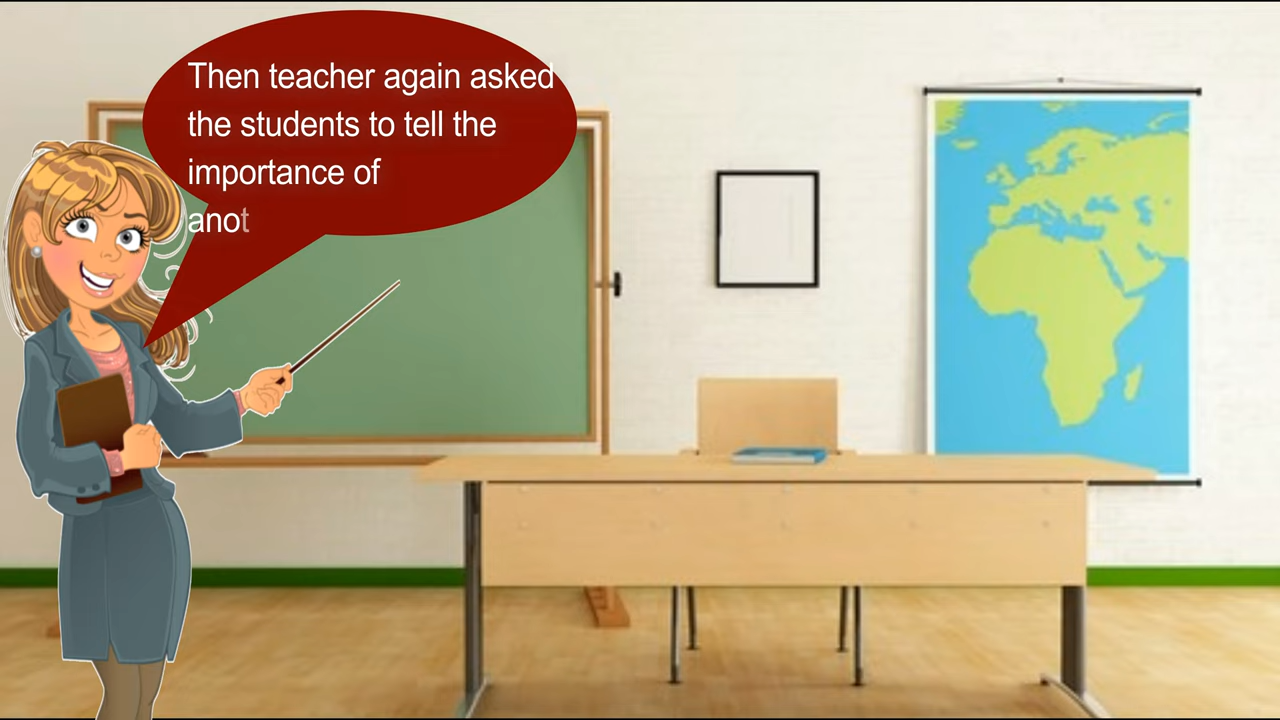 Then teacher again asked
the students to tell the
importance of
anot